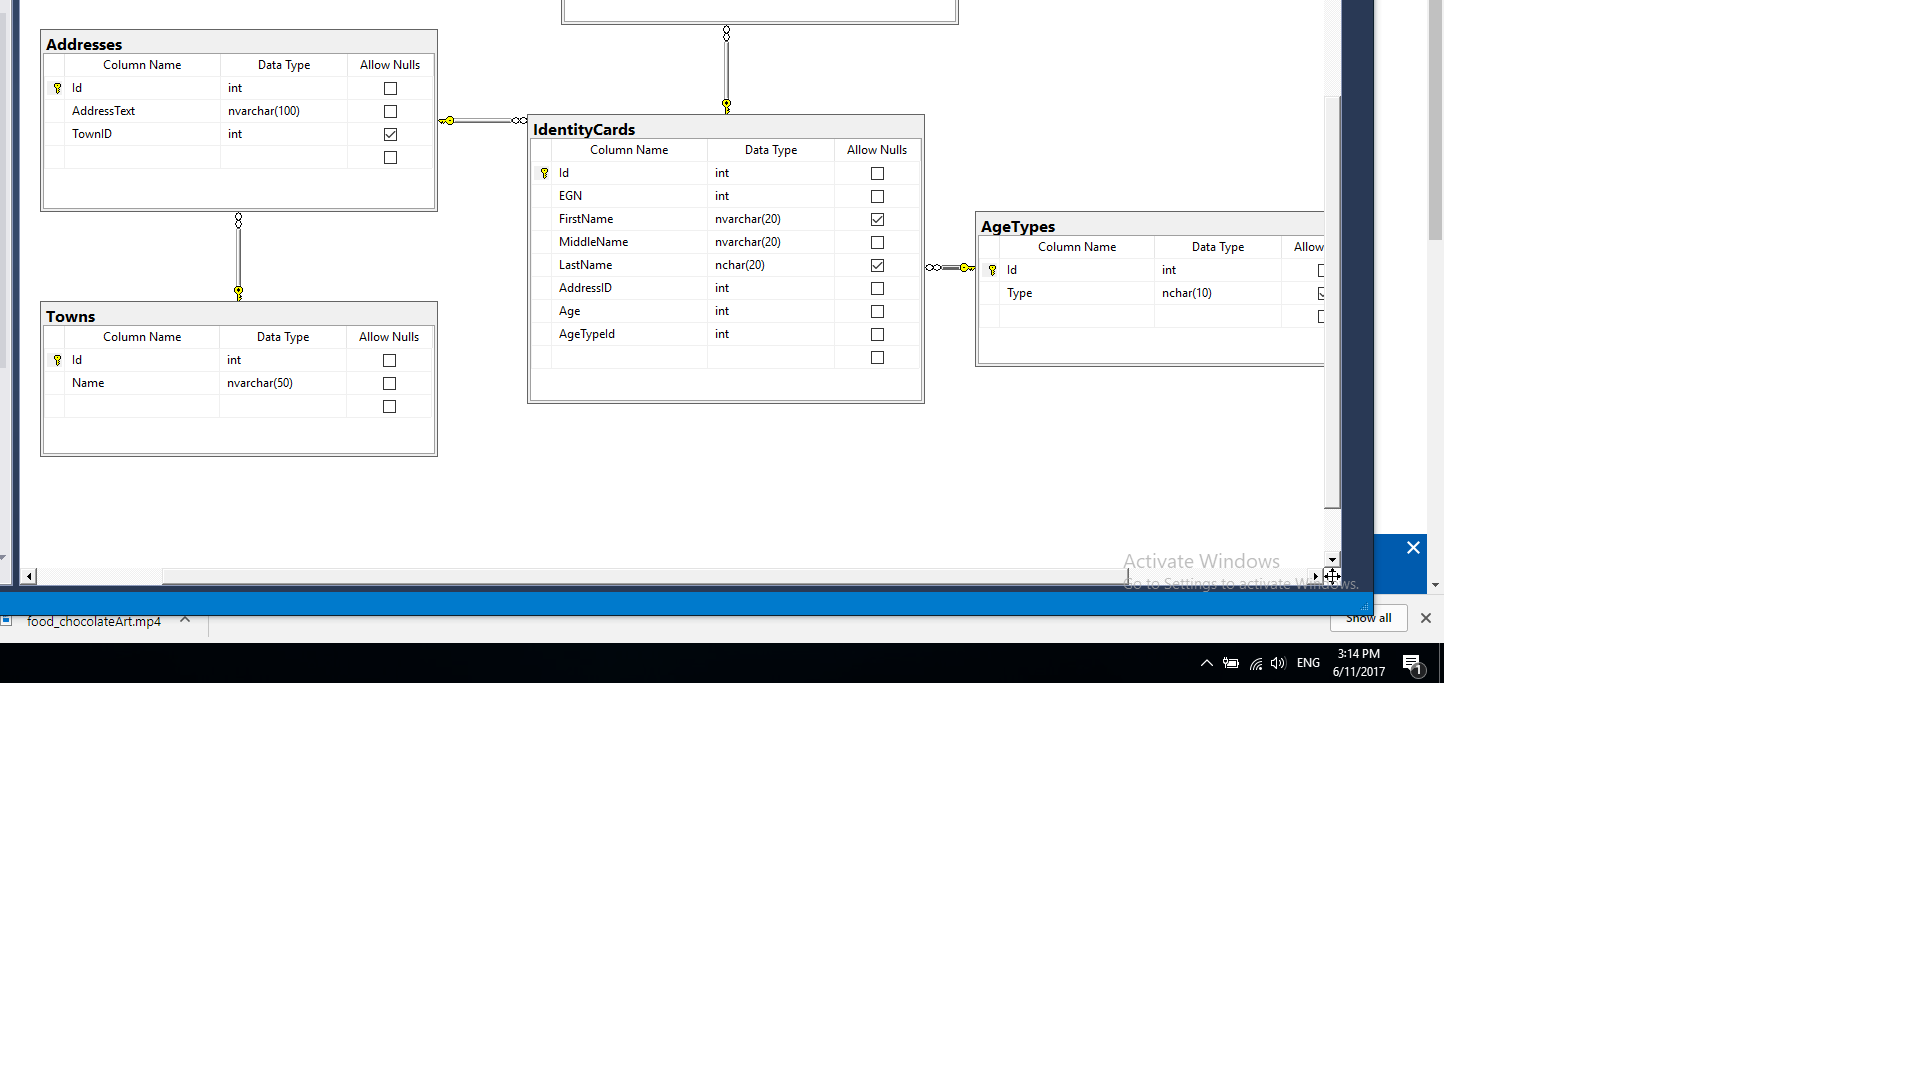 Addresses
Column Name Data Type Allow Nulls
Id int
AddressText nvarchar(100)
TownID int
Towns
Column Name Data Type Allow Nulls
Id int
Name nvarchar(50)
IdentityCards
Column Name Data Type Allow Nulls
Id int
EGN int
FirstName nvarchar(20)
MiddleName nvarchar(20)
LastName nchar(20)
AddressID int
Age int
AgeTypeId int
AgeTypes
Column Name Data Type Allow
Id int
Type nchar(10)
Activate Windows
Go to Settings to activate Windows.
food_chocolateArt.mp4
Show all
ENG
3:14 PM
6/11/2017
1